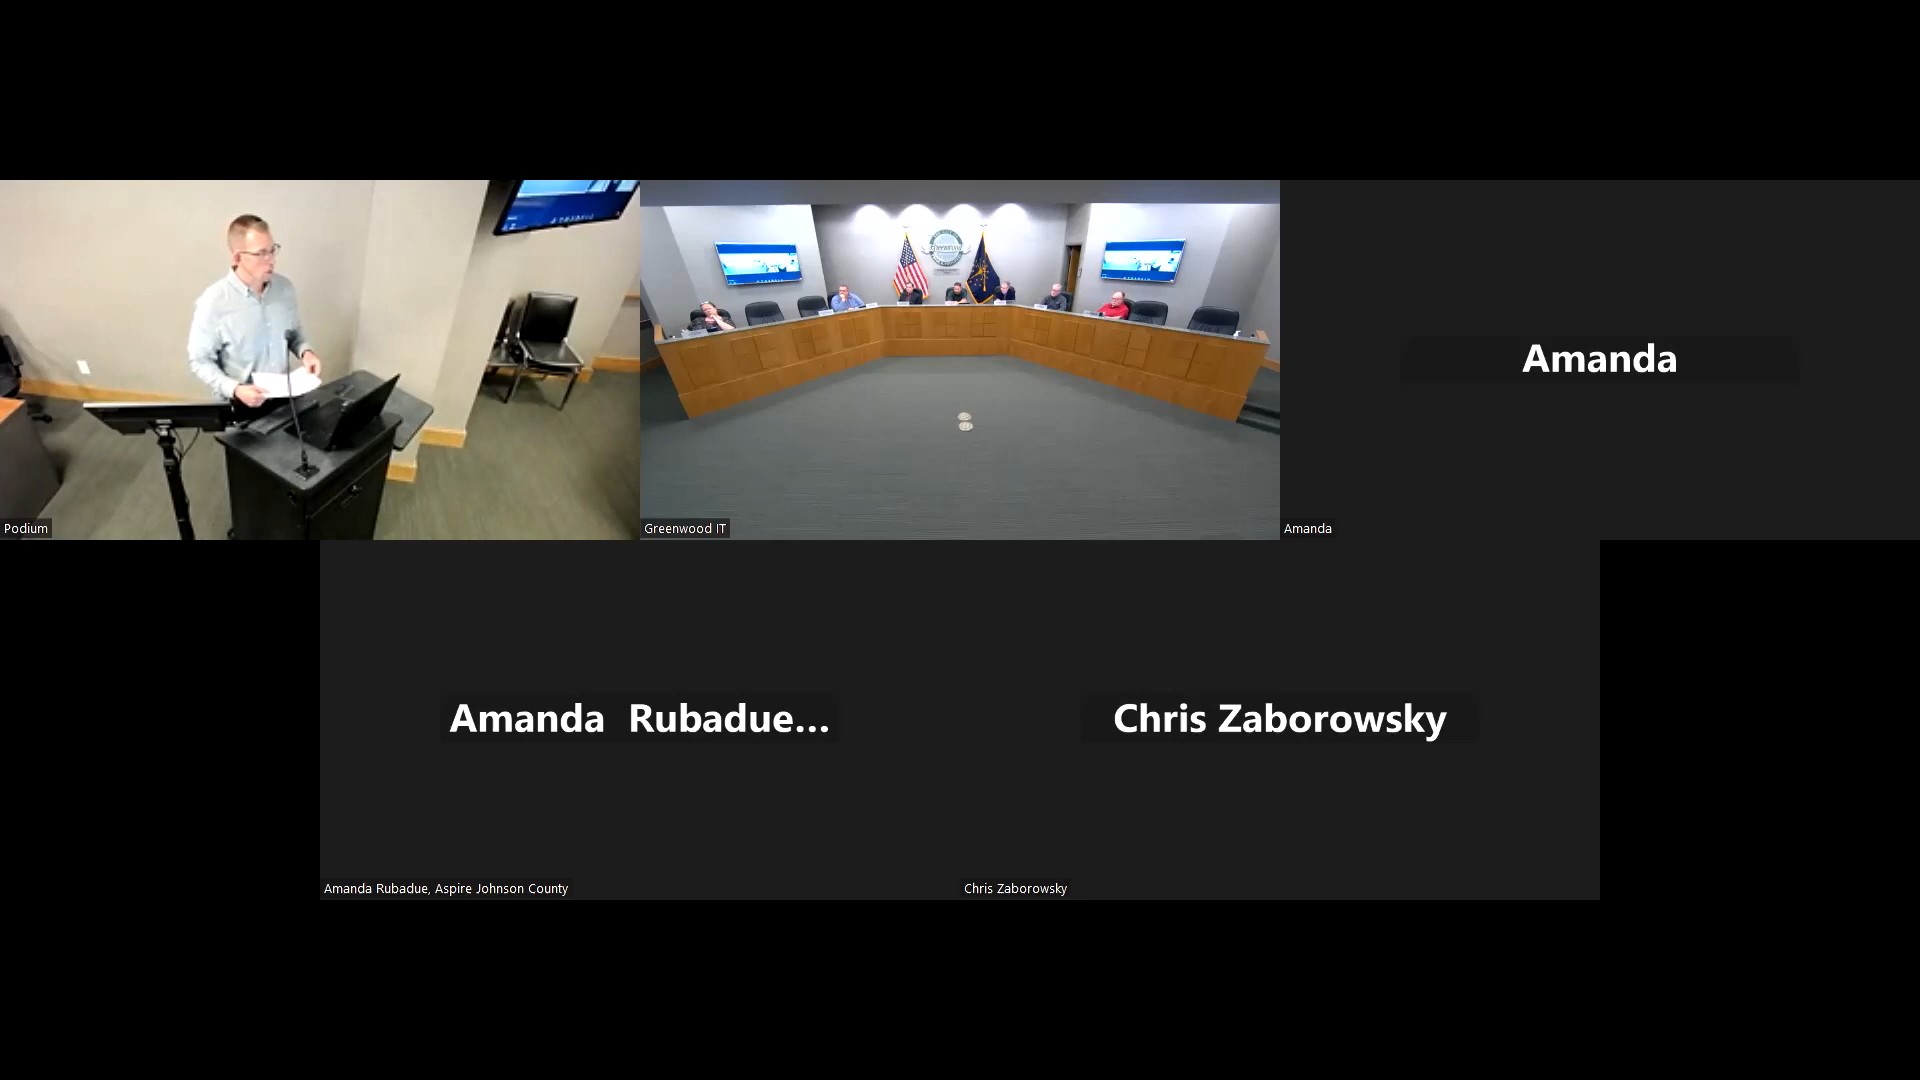 Podium
Greenwood IT
Amanda
Amanda
Amanda Rubadue...
Chris Zaborowsky
Amanda Rubadue, Aspire Johnson County
Chris Zaborowsky